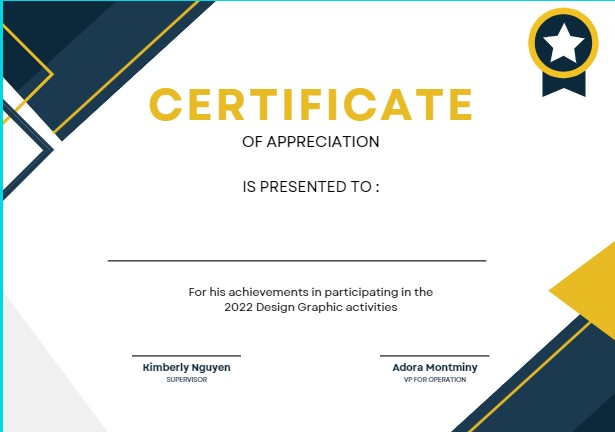 CERTIFICATE
OF APPRECIATION
IS PRESENTED TO :
For his achievements in participating in the
2022 Design Graphic activities
Kimberly Nguyen
SUPERVISOR
Adora Montminy
VP FOR OPERATION